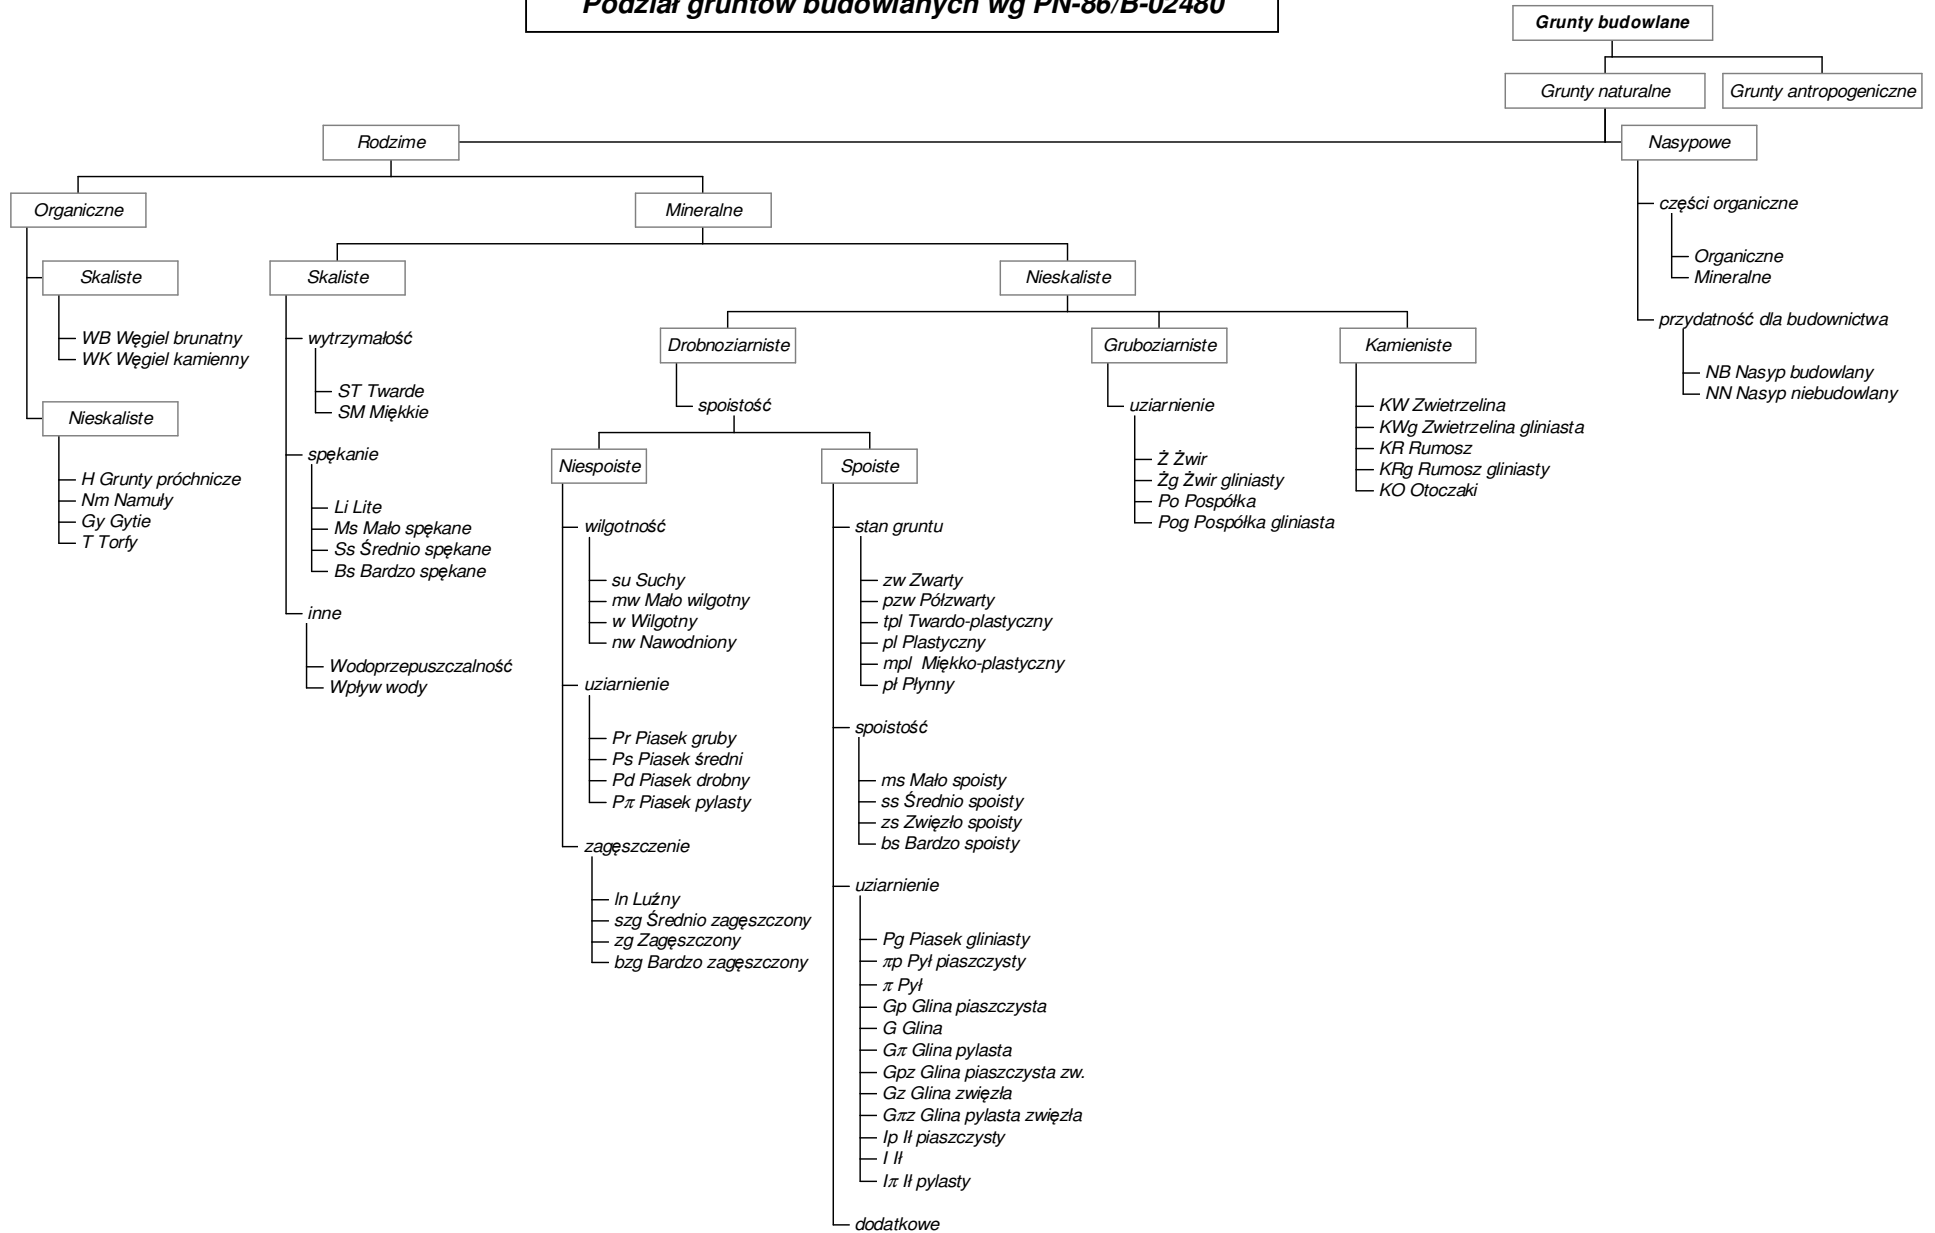 Podział gruntów budowlanych wg PN-86/B-02480
Grunty budowlane
Grunty naturalne
Grunty antropogeniczne
Rodzime
Nasypowe
Organiczne
Mineralne
części organiczne
Organiczne
Mineralne
przydatność dla budownictwa
NB Nasyp budowlany
NN Nasyp niebudowlany
Skaliste
WB Węgiel brunatny
WK Węgiel kamienny
Nieskaliste
H Grunty próchnicze
Nm Namuły
Gy Gytie
T Torfy
Skaliste
wytrzymałość
ST Twarde
SM Miękkie
spękanie
Li Lite
Ms Mało spękane
Ss Średnio spękane
Bs Bardzo spękane
inne
Wodoprzepuszczalność
Wpływ wody
Nieskaliste
Drobnoziarniste
spoistość
Niespoiste
wilgotność
su Suchy
mw Mało wilgotny
w Wilgotny
nw Nawodniony
uziarnienie
Pr Piasek gruby
Ps Piasek średni
Pd Piasek drobny
Pπ Piasek pylasty
zagęszczenie
ln Luźny
szg Średnio zagęszczony
zg Zagęszczony
bzg Bardzo zagęszczony
Spoiste
stan gruntu
zw Zwarty
pzw Półzwarty
tpl Twardo-plastyczny
pl Plastyczny
mpl Miękko-plastyczny
pł Płynny
spoistość
ms Mało spoisty
ss Średnio spoisty
zs Zwięzło spoisty
bs Bardzo spoisty
uziarnienie
Pg Piasek gliniasty
πp Pył piaszczysty
π Pył
Gp Glina piaszczysta
G Glina
Gπ Glina pylasta
Gpz Glina piaszczysta zw.
Gz Glina zwięzła
Gπz Glina pylasta zwięzła
Ip Ił piaszczysty
I Ił
Iπ Ił pylasty
dodatkowe
Gruboziarniste
uziarnienie
Ż Żwir
Żg Żwir gliniasty
Po Pospółka
Pog Pospółka gliniasta
Kamieniste
KW Zwietrzelina
KWg Zwietrzelina gliniasta
KR Rumosz
KRg Rumosz gliniasty
KO Otoczaki